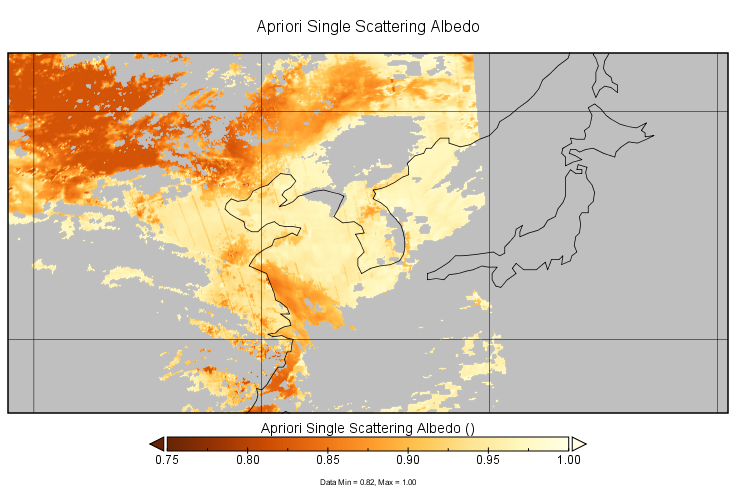 Apriori Single Scattering Albedo
Apriori Single Scattering Albedo ()
0.75 0.80 0.85 0.90 0.95 1.00
Data Min = 0.82, Max = 1.00